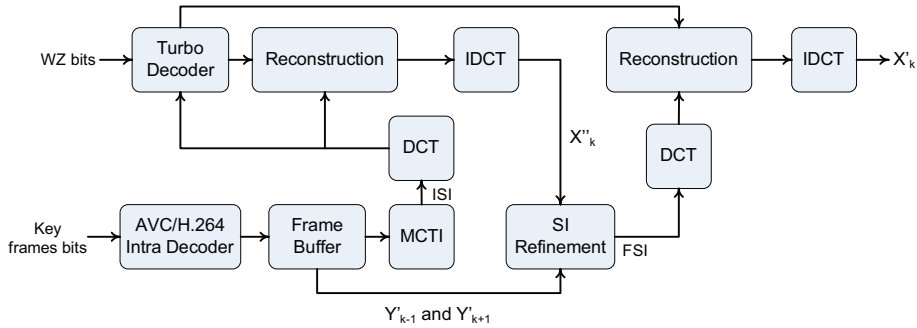 WZ bits
Turbo
Decoder
Reconstruction
IDCT
Reconstruction
IDCT
X'k
DCT
X''k
DCT
ISI
Key
frames bits
AVC/H.264
Intra Decoder
Frame
Buffer
MCTI
SI
Refinement
FSI
Y'k-1 and Y'k+1